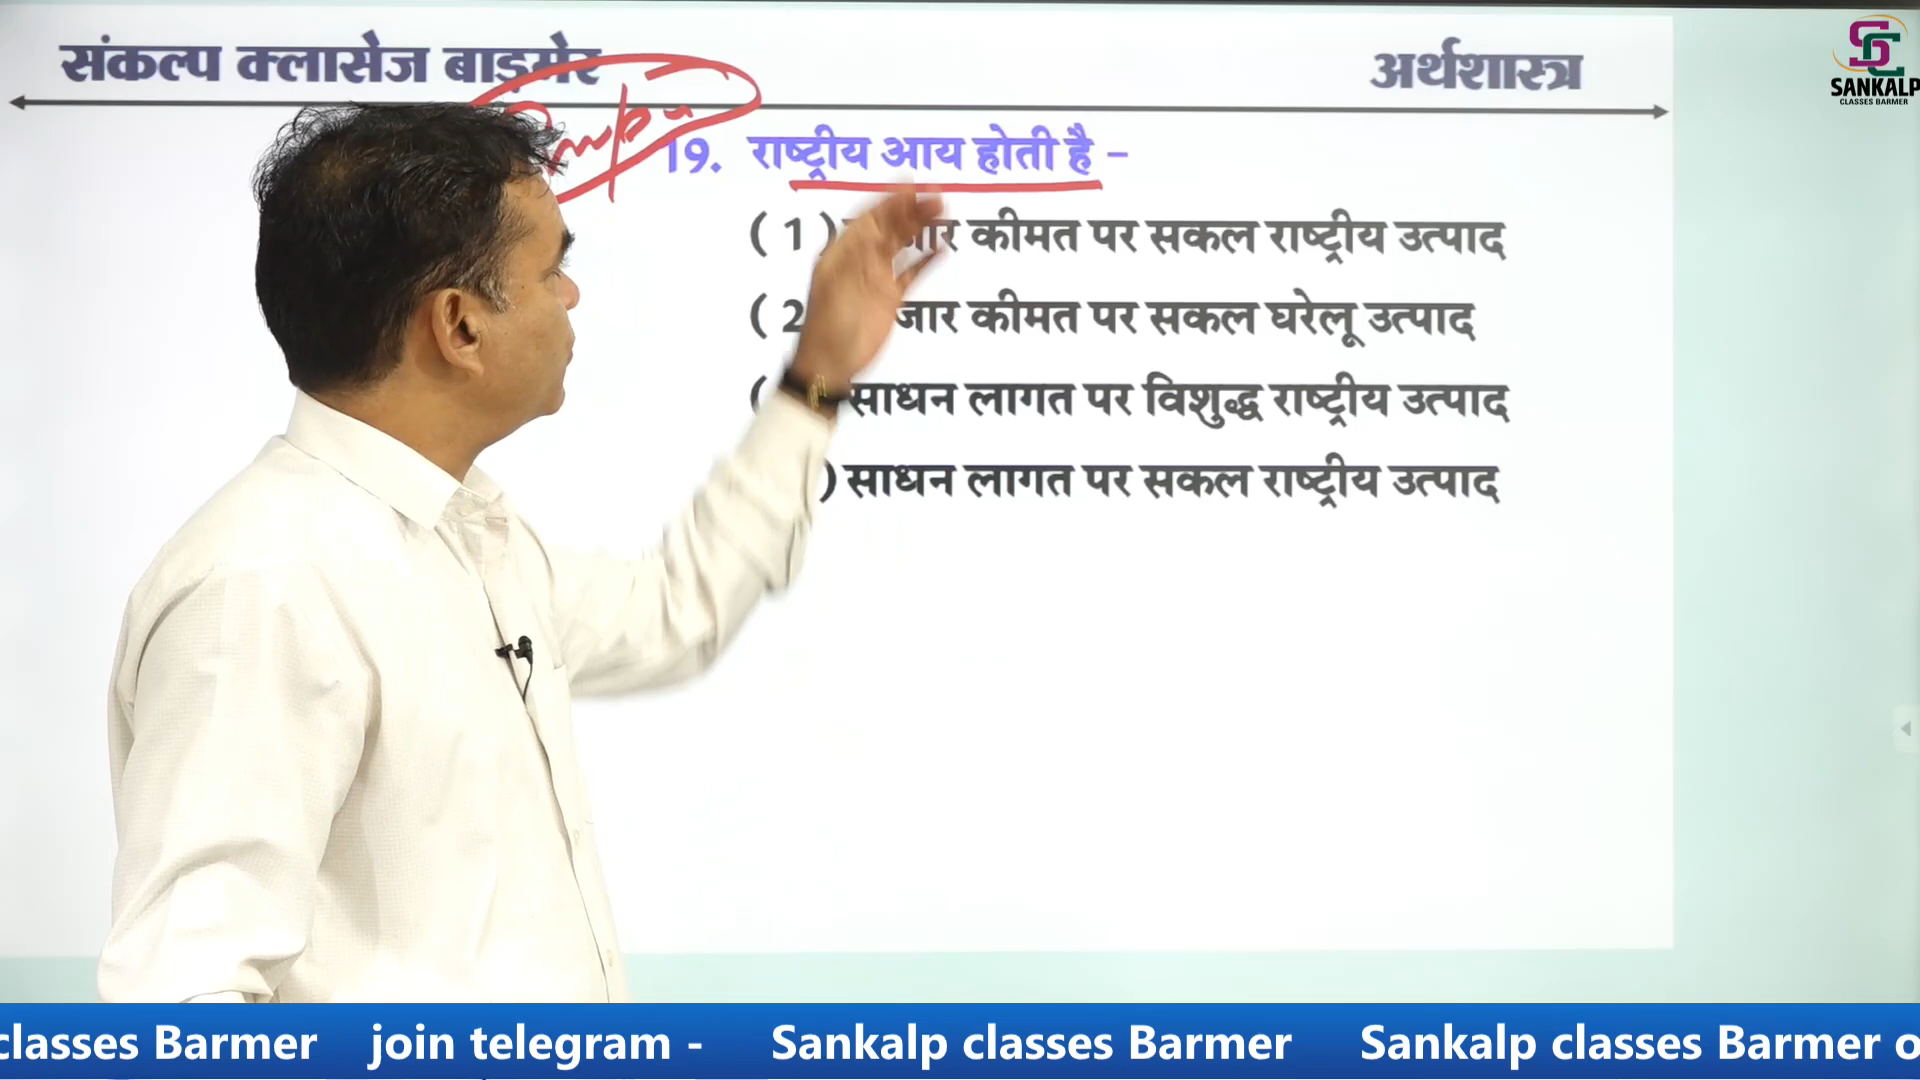 संकल्प क्लासेज बाड़मेर
अर्थशास्त्र
SANKALP
CLASSES BARMER
19. राष्ट्रीय आय होती है –
( 1 ) कीमत पर सकल राष्ट्रीय उत्पाद
( 2 कीमत पर सकल घरेलू उत्पाद
( साधन लागत पर विशुद्ध राष्ट्रीय उत्पाद
) साधन लागत पर सकल राष्ट्रीय उत्पाद
classes Barmer join telegram - Sankalp classes Barmer Sankalp classes Barmer o